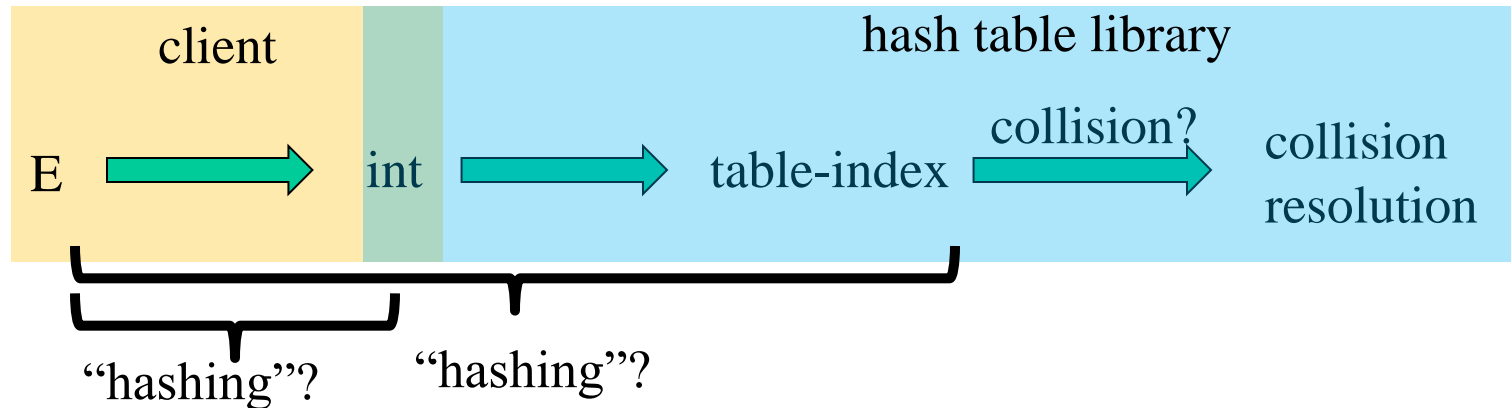 client
hash table library
E
int
table-index
collision?
collision
resolution
“hashing”?
“hashing”?